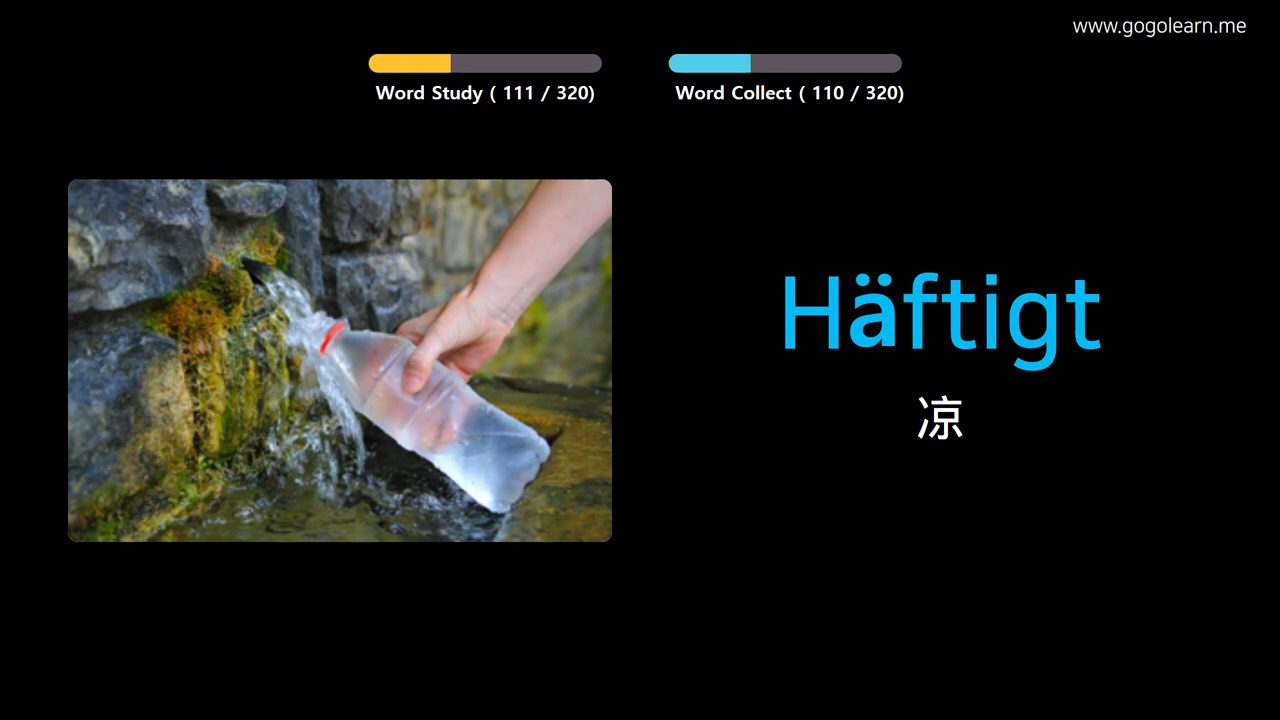 www.gogolearn.me
Word Study ( 111 / 320)
Word Collect ( 110 / 320)
Häftigt
凉